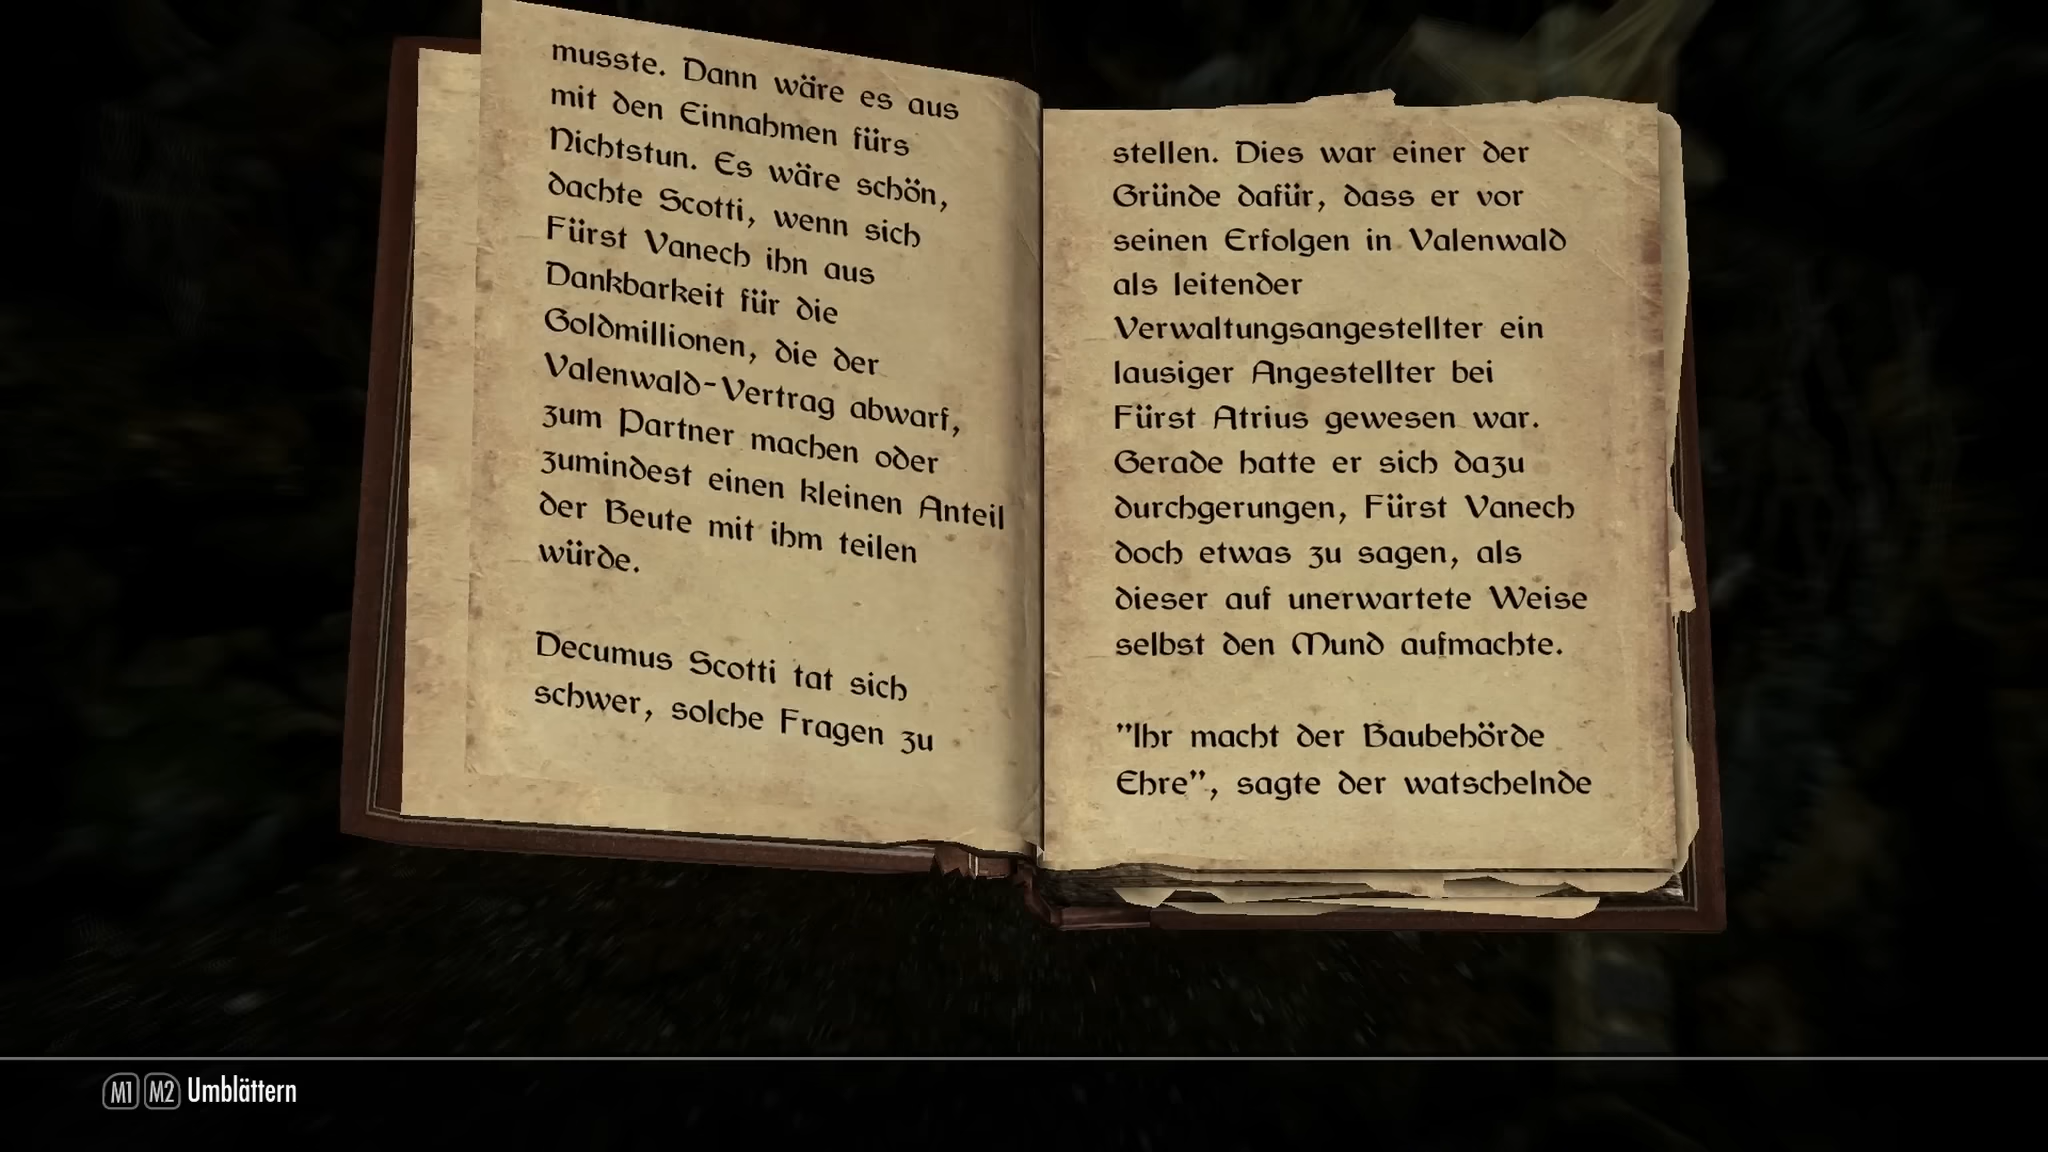 musste. Dann wäre es aus
mit den Einnahmen fürs
Nichtstun. Es wäre schön,
dachte Scotti, wenn sich
Fürst Vanech ihn aus
Dankbarkeit für die
Goldmillionen, die der
Valenwald-Vertrag abwarf,
zum Partner machen oder
zumindest einen kleinen Anteil
der Beute mit ihm teilen
würde.
Decumus Scotti tat sich
schwer, solche Fragen zu
stellen. Dies war einer der
Gründe dafür, dass er vor
seinen Erfolgen in Valenwald
als leitender
Verwaltungsangestellter ein
lausiger Angestellter bei
Fürst Atrius gewesen war.
Gerade hatte er sich dazu
durchgerungen, Fürst Vanech
doch etwas zu sagen, als
dieser auf unerwartete Weise
selbst den Mund aufmachte.
"Ihr macht der Baubehörde
Ehre", sagte der watschelnde
M1 M2 Umblättern